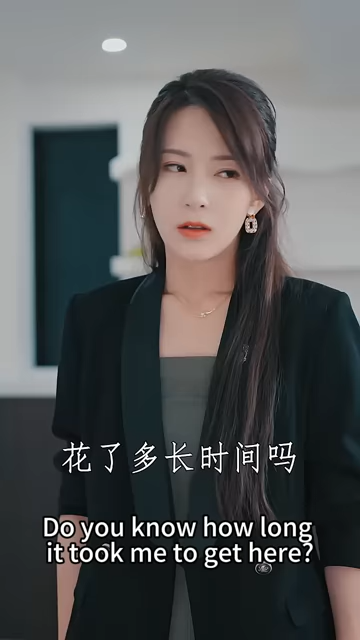 花了多长时间吗
Do you know how long
it took me to get here?